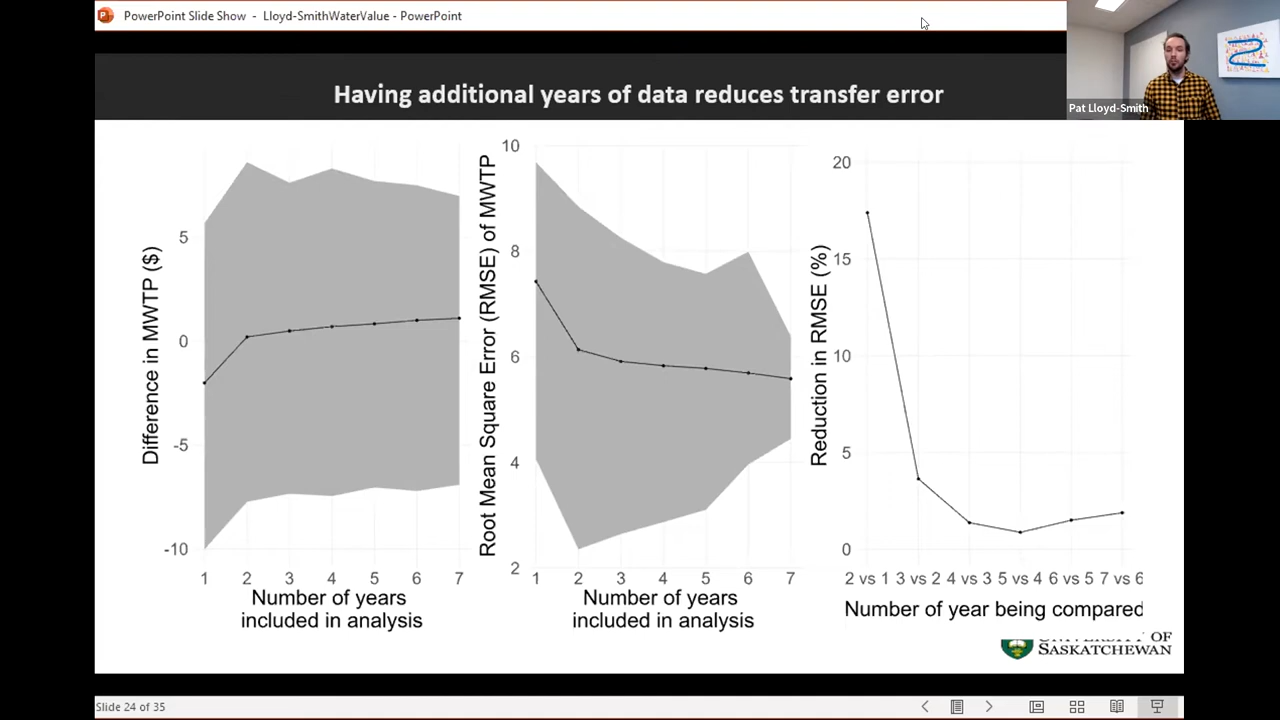 PowerPoint Slide Show - Lloyd-SmithWaterValue - PowerPoint
Pat Lloyd-Smith
Having additional years of data reduces transfer error
Difference in MWTP ($)
5
0
-5
-10
1 2 3 4 5 6 7
Number of years
included in analysis
Root Mean Square Error (RMSE) of MWTP
10
8
6
4
2
1 2 3 4 5 6 7
Number of years
included in analysis
Reduction in RMSE (%)
20
15
10
5
0
2 vs 1 3 vs 2 4 vs 3 5 vs 4 6 vs 5 7 vs 6
Number of year being compared
UNIVERSITY OF
SASKATCHEWAN
Slide 24 of 35